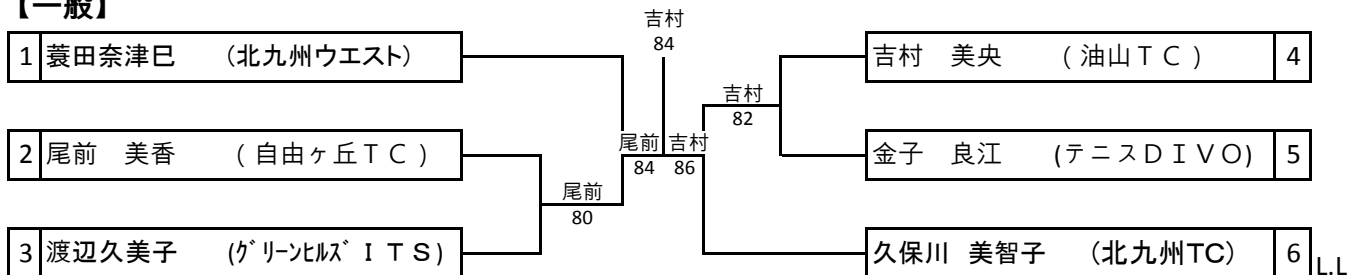 【一般】
吉村
84
1 蓑田奈津巳 (北九州ウエスト)
吉村 美央 (油山TC) 4
吉村
82
2 尾前 美香 (自由ヶ丘TC)
尾前 吉村
84 86
金子 良江 (テニスDIVO) 5
尾前
80
3 渡辺久美子 (グリーンヒルズITS)
久保川 美智子 (北九州TC) 6
L.L